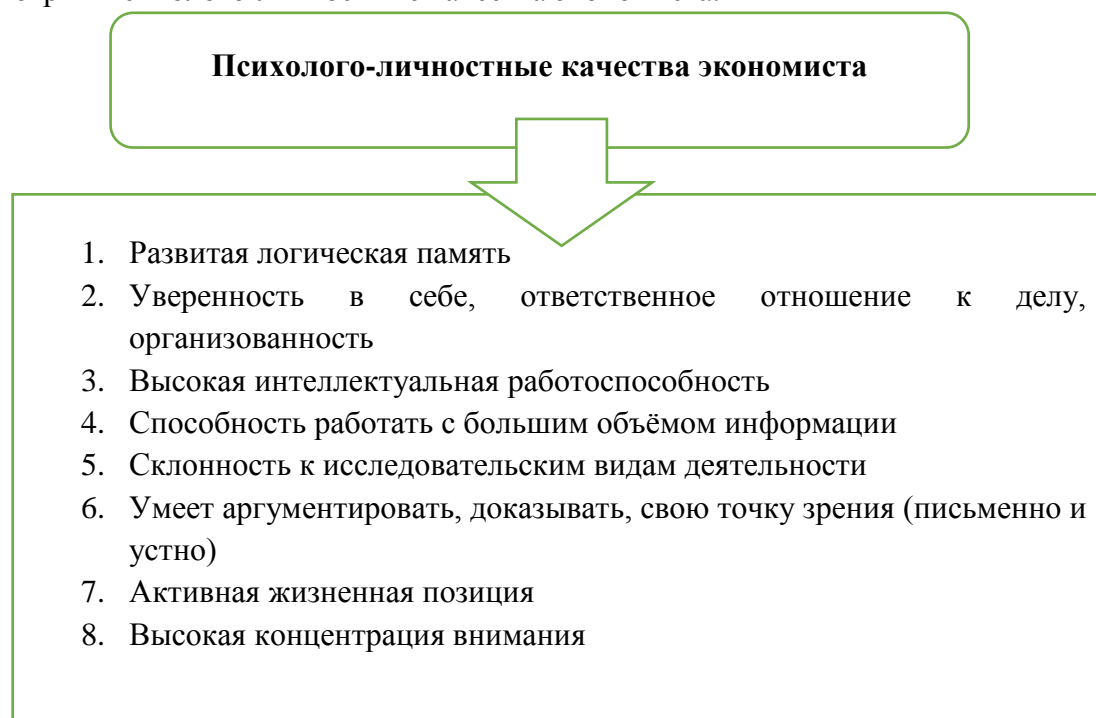 Психолого-личностные качества экономиста
1. Развитая логическая память
2. Уверенность в себе, ответственное отношение к делу,
организованность
3. Высокая интеллектуальная работоспособность
4. Способность работать с большим объёмом информации
5. Склонность к исследовательским видам деятельности
6. Умеет аргументировать, доказывать, свою точку зрения (письменно и
устно)
7. Активная жизненная позиция
8. Высокая концентрация внимания